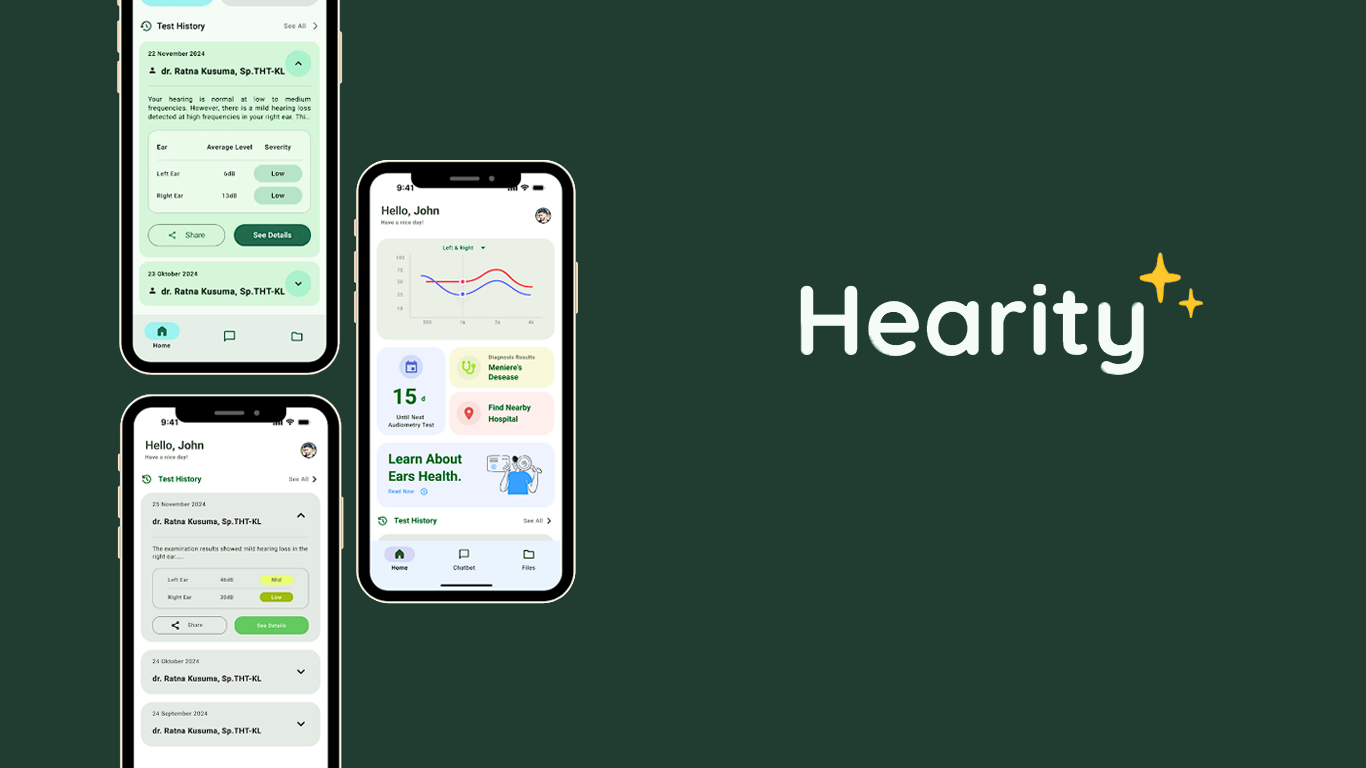 Test History
See All
22 November 2024
dr. Ratna Kusuma, Sp.THT-KL
Your hearing is normal at low to medium
frequencies. However, there is a mild hearing loss
detected at high frequencies in your right ear. Thi...
Ear Average Level Severity
Left Ear 6dB Low
Right Ear 13dB Low
Share See Details
23 Oktober 2024
dr. Ratna Kusuma, Sp.THT-KL
Home
9:41
Hello, John
Have a nice day!
Test History
See All
25 November 2024
dr. Ratna Kusuma, Sp.THT-KL
The examination results showed mild hearing loss in the
right ear......
Left Ear 46dB Mid
Right Ear 30dB Low
Share See Details
24 Oktober 2024
dr. Ratna Kusuma, Sp.THT-KL
24 September 2024
dr. Ratna Kusuma, Sp.THT-KL
9:41
Hello, John
Have a nice day!
Left & Right
100
75
50
25
10
500 1k 2k 4k
15 d
Until Next
Audiometry Test
Diagnosis Results
Meniere's
Desease
Find Nearby
Hospital
Learn About
Ears Health.
Read Now
Test History
See All
Home Chatbot Files
Hearity